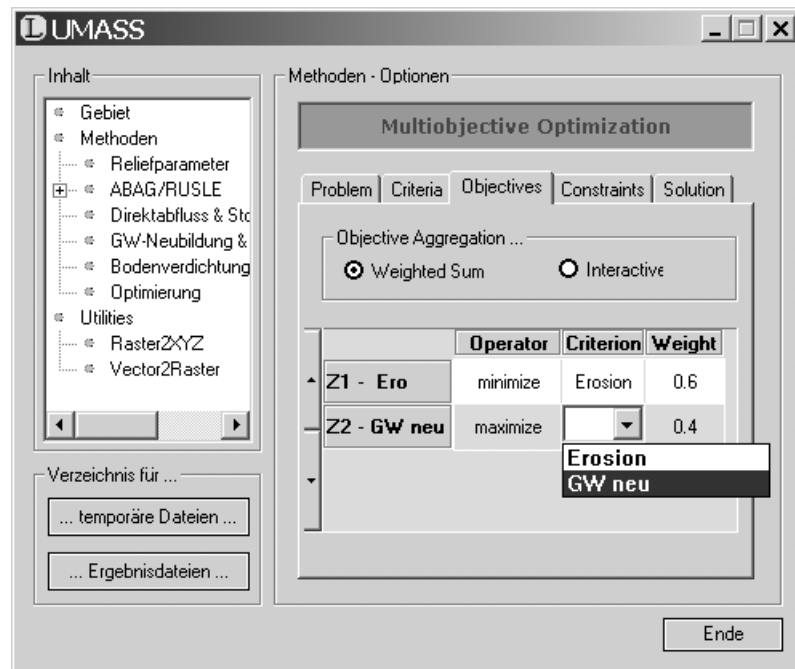 UMASS
Inhalt
Gebiet
Methoden
Reliefparameter
ABAG/RUSLE
Direktabfluss & Sto
GW-Neubildung &
Bodenverdichtung
Optimierung
Utilities
Raster2XYZ
Vector2Raster
Verzeichnis für ...
... temporäre Dateien ...
... Ergebnisdateien ...
Methoden - Optionen
Multiobjective Optimization
Problem Criteria Objectives Constraints Solution
Objective Aggregation ...
Weighted Sum Interactive
Operator Criterion Weight
Z1 - Ero minimize Erosion 0.6
Z2 - GW neu maximize 0.4
Erosion
GW neu
Ende